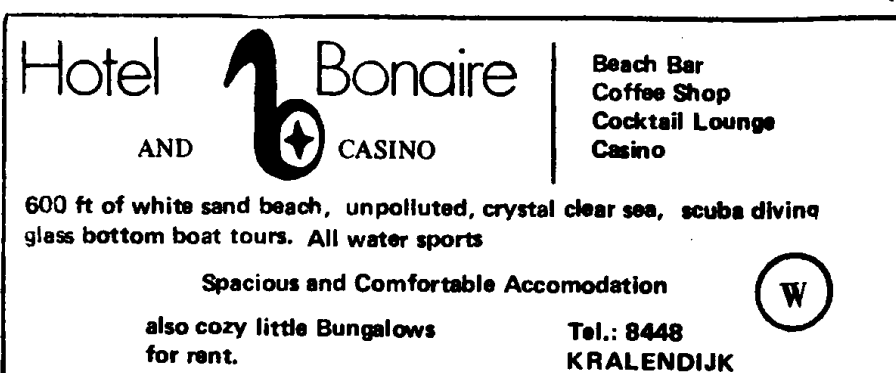 Hotel Bonaire
AND CASINO
Beach Bar
Coffee Shop
Cocktail Lounge
Casino
600 ft of white sand beach, unpolluted, crystal clear sea, scuba diving
glass bottom boat tours. All water sports
Spacious and Comfortable Accomodation
W
also cozy little Bungalows
for rent.
Tel.: 8448
KRALENDIJK